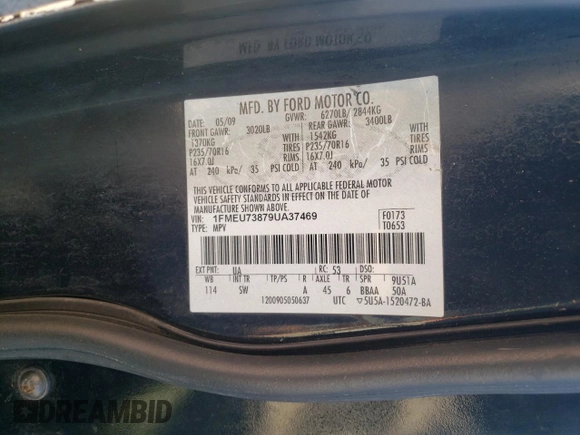 MFD. BY FORD MOTOR CO.
DATE: 05/09 GVWR: 6270LB/ 2844KG
FRONT GAWR: 3020LB REAR GAWR: 3400LB
1370KG WITH 1542KG WITH
P235/70R16 TIRES P235/70R16 TIRES
16X7.0J RIMS 16X7.0J RIMS
AT 240 kPa/ 35 PSI COLD AT 240 kPa/ 35 PSI COLD
THIS VEHICLE CONFORMS TO ALL APPLICABLE FEDERAL MOTOR
VEHICLE SAFETY STANDARDS IN EFFECT ON THE DATE OF
MANUFACTURE SHOWN ABOVE.
VIN: 1FMEU73879UA37469 F0173
TYPE: MPV T0653
EXT PNT: UA RC: 53
WB INT TR TP/PS R AXLE TR SPR 9U51A
114 SW A 45 6 BBAA 50A
1200905050637 UTC ▽5U5A-1520472-BA
DREAMBID